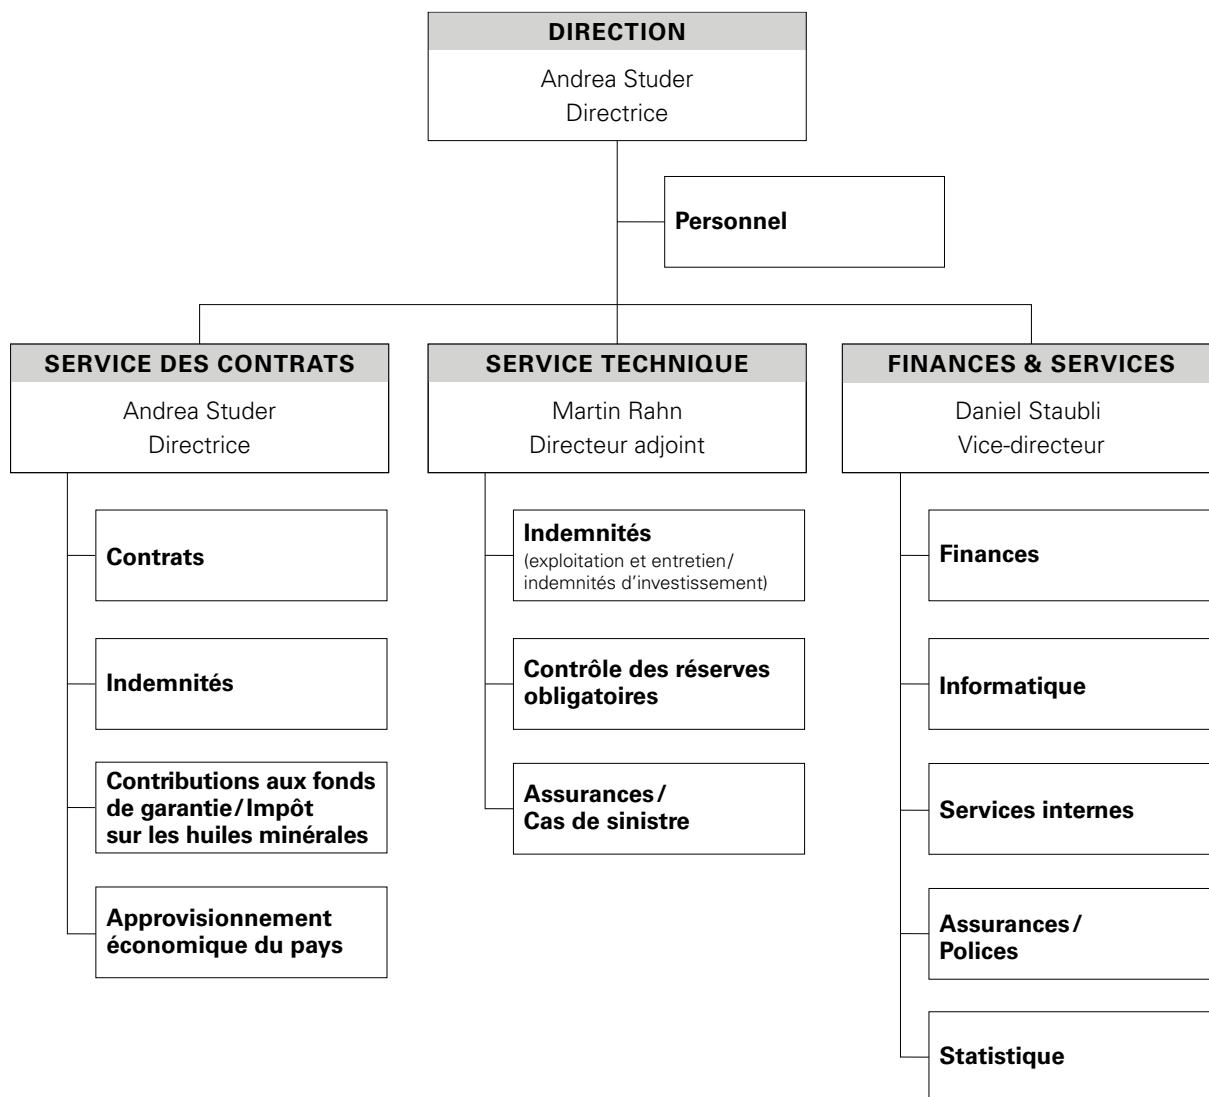 DIRECTION
Andrea Studer
Directrice
Personnel
SERVICE DES CONTRATS
Andrea Studer
Directrice
Contrats
Indemnités
Contributions aux fonds
de garantie/Impôt
sur les huiles minérales
Approvisionnement
économique du pays
SERVICE TECHNIQUE
Martin Rahn
Directeur adjoint
Indemnités
(exploitation et entretien/
indemnités d’investissement)
Contrôle des réserves
obligatoires
Assurances/
Cas de sinistre
FINANCES & SERVICES
Daniel Staubli
Vice-directeur
Finances
Informatique
Services internes
Assurances/
Polices
Statistique